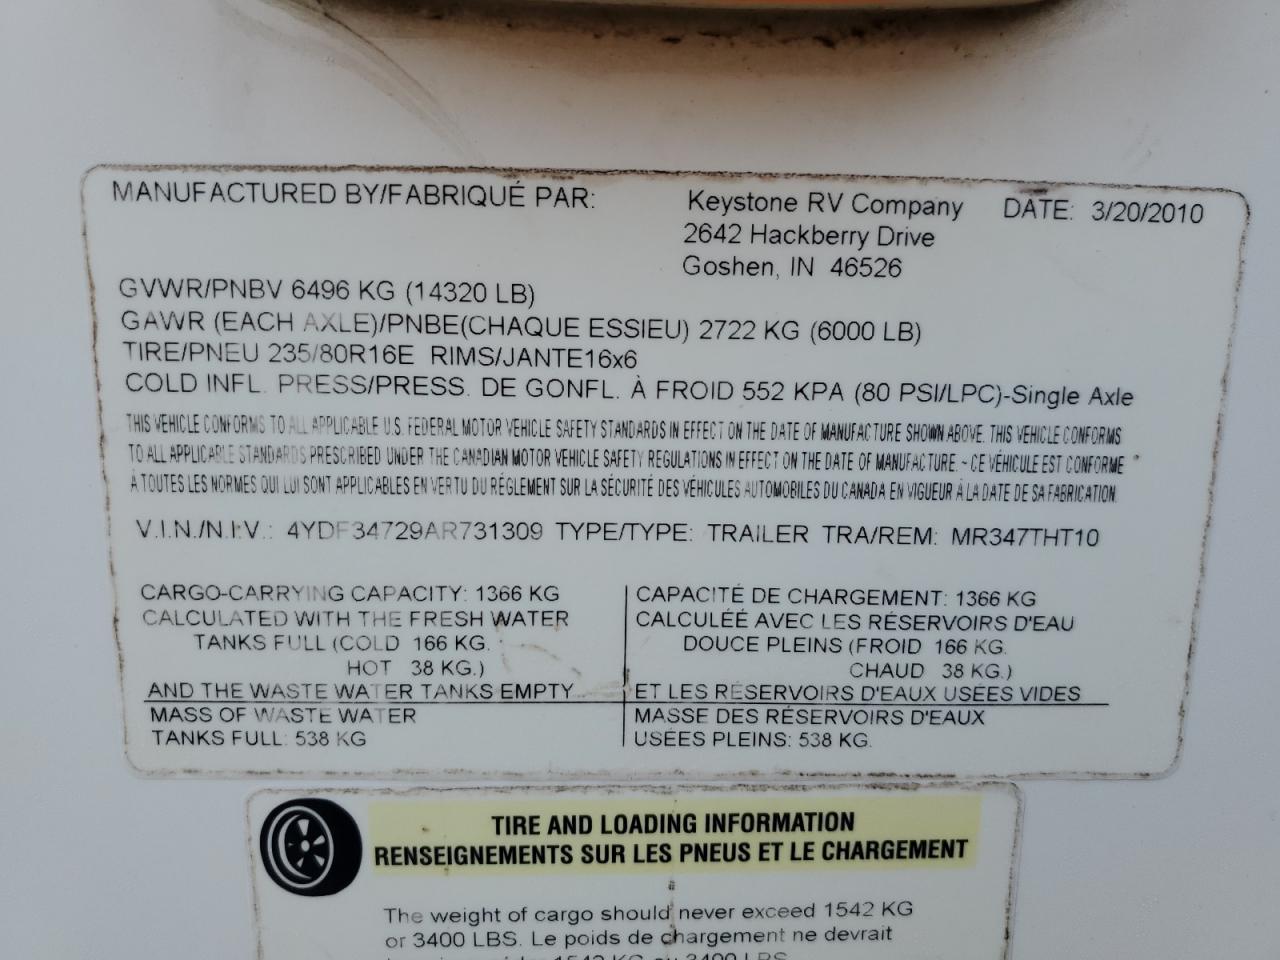 MANUFACTURED BY/FABRIQUÉ PAR: Keystone RV Company DATE: 3/20/2010
2642 Hackberry Drive
Goshen, IN 46526
GVWR/PNBV 6496 KG (14320 LB)
GAWR (EACH AXLE)/PNBE(CHAQUE ESSIEU) 2722 KG (6000 LB)
TIRE/PNEU 235/80R16E RIMS/JANTE16x6
COLD INFL. PRESS/PRESS. DE GONFL. À FROID 552 KPA (80 PSI/LPC)-Single Axle
THIS VEHICLE CONFORMS TO ALL APPLICABLE U.S. FEDERAL MOTOR VEHICLE SAFETY STANDARDS IN EFFECT ON THE DATE OF MANUFACTURE SHOWN ABOVE. THIS VEHICLE CONFORMS
TO ALL APPLICABLE STANDARDS PRESCRIBED UNDER THE CANADIAN MOTOR VEHICLE SAFETY REGULATIONS IN EFFECT ON THE DATE OF MANUFACTURE. - CE VÉHICULE EST CONFORME
À TOUTES LES NORMES QUI LUI SONT APPLICABLES EN VERTU DU RÈGLEMENT SUR LA SÉCURITÉ DES VÉHICULES AUTOMOBILES DU CANADA EN VIGUEUR À LA DATE DE SA FABRICATION.
V.I.N./N.I.V.: 4YDF34729AR731309 TYPE/TYPE: TRAILER TRA/REM: MR347THT10
CARGO-CARRYING CAPACITY: 1366 KG
CALCULATED WITH THE FRESH WATER
TANKS FULL (COLD 166 KG.
HOT 38 KG.)
AND THE WASTE WATER TANKS EMPTY
MASS OF WASTE WATER
TANKS FULL: 538 KG
CAPACITÉ DE CHARGEMENT: 1366 KG
CALCULÉÉ AVEC LES RÉSERVOIRS D'EAU
DOUCE PLEINS (FROID 166 KG.
CHAUD 38 KG.)
ET LES RÉSERVOIRS D'EAUX USÉES VIDES
MASSE DES RÉSERVOIRS D'EAUX
USÉES PLEINS: 538 KG.
TIRE AND LOADING INFORMATION
RENSEIGNEMENTS SUR LES PNEUS ET LE CHARGEMENT
The weight of cargo should never exceed 1542 KG
or 3400 LBS. Le poids de chargement ne devrait
1542 KG ou 3400 LBS.